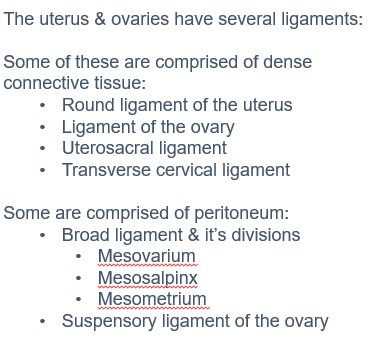 The uterus & ovaries have several ligaments:
Some of these are comprised of dense
connective tissue:
• Round ligament of the uterus
• Ligament of the ovary
• Uterosacral ligament
• Transverse cervical ligament
Some are comprised of peritoneum:
• Broad ligament & it's divisions
• Mesovarium
• Mesosalpinx
• Mesometrium
• Suspensory ligament of the ovary